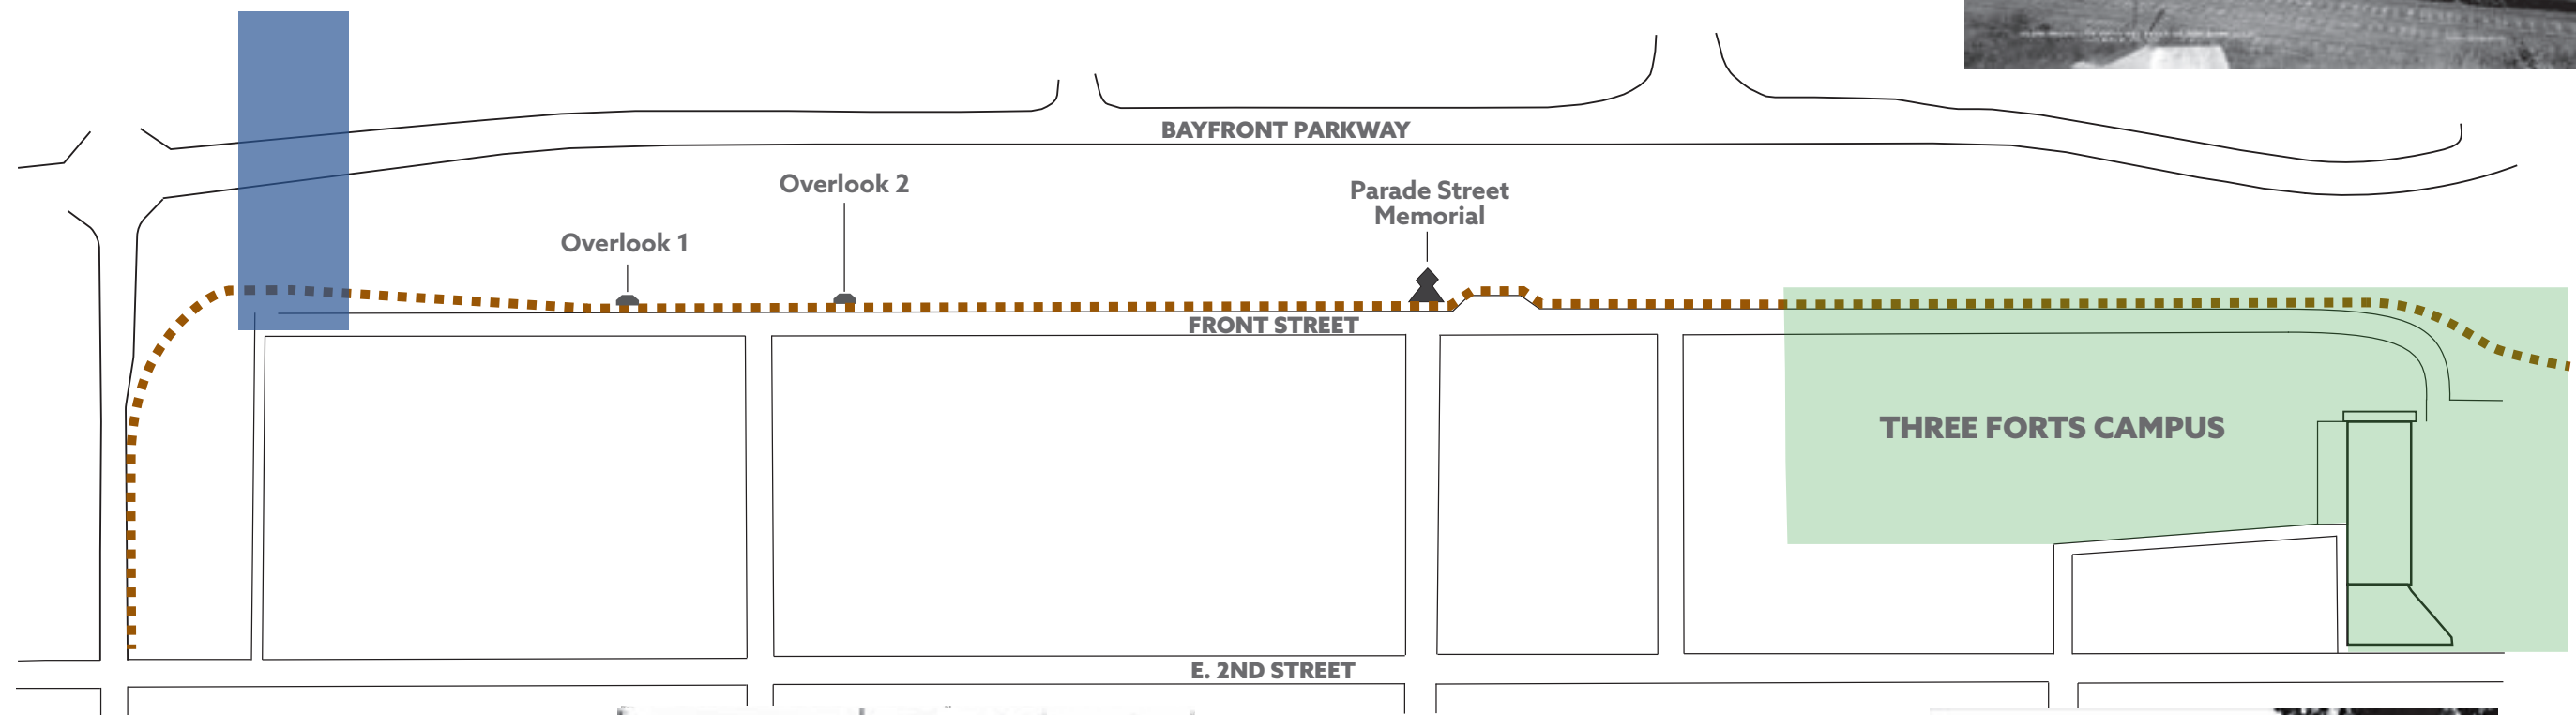 BAYFRONT PARKWAY
Overlook 2
Parade Street
Memorial
Overlook 1
FRONT STREET
THREE FORTS CAMPUS
E. 2ND STREET